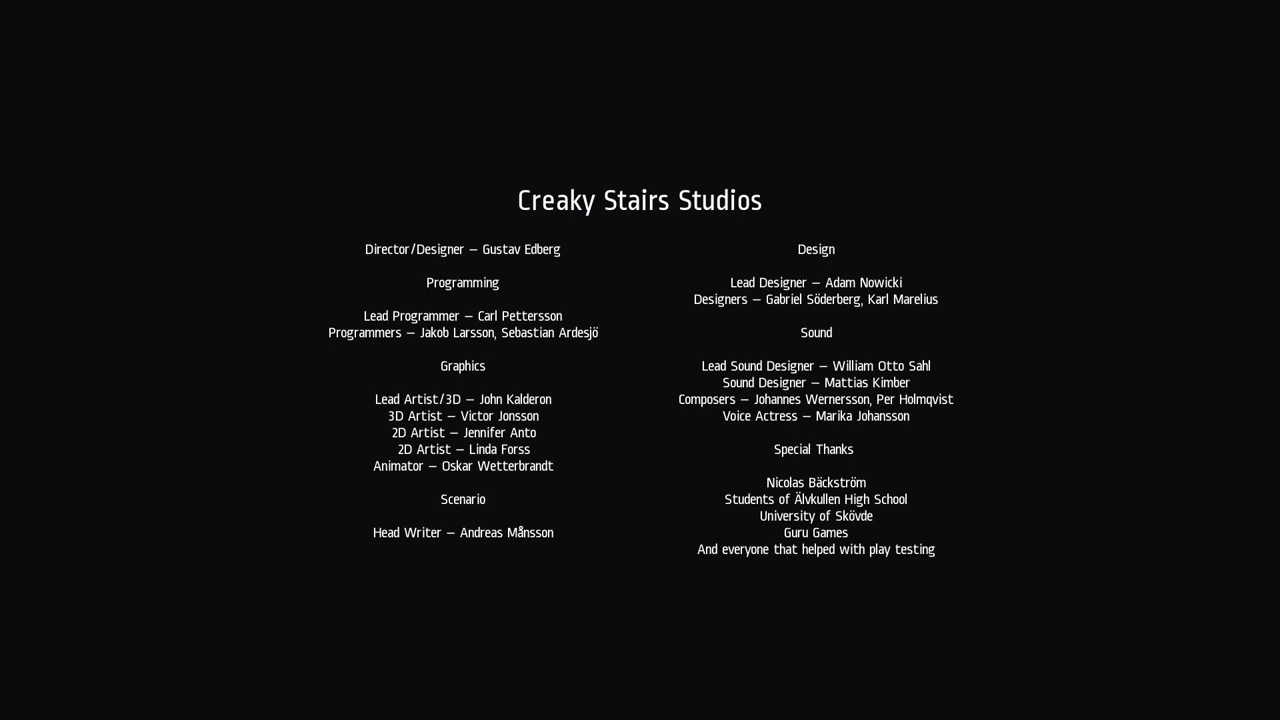 Creaky Stairs Studios
Director/Designer – Gustav Edberg
Programming
Lead Programmer – Carl Pettersson
Programmers – Jakob Larsson, Sebastian Ardesjö
Graphics
Lead Artist/3D – John Kalderon
3D Artist – Victor Jonsson
2D Artist – Jennifer Anto
2D Artist – Linda Forss
Animator – Oskar Wetterbrandt
Scenario
Head Writer – Andreas Månsson
Design
Lead Designer – Adam Nowicki
Designers – Gabriel Söderberg, Karl Marelius
Sound
Lead Sound Designer – William Otto Sahl
Sound Designer – Mattias Kimber
Composers – Johannes Wernersson, Per Holmqvist
Voice Actress – Marika Johansson
Special Thanks
Nicolas Bäckström
Students of Älvkullen High School
University of Skövde
Guru Games
And everyone that helped with play testing